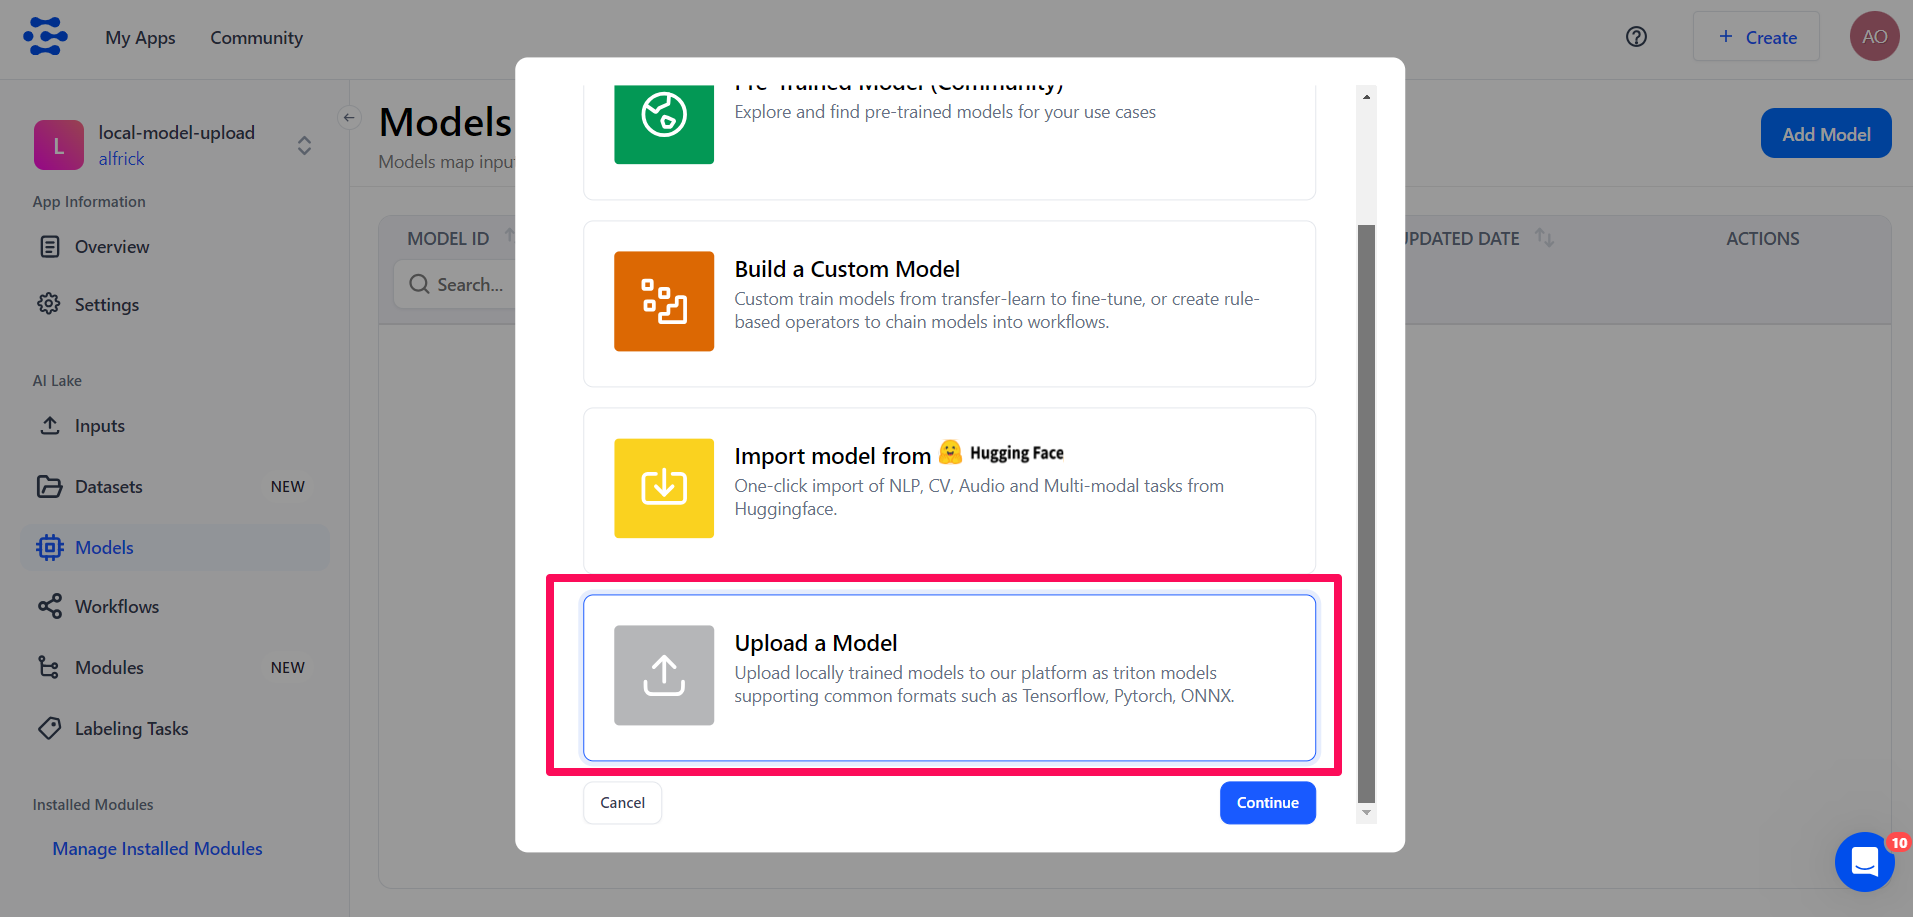 My Apps
Community
Create
AO
L
local-model-upload
alfrick
App Information
Overview
Settings
AI Lake
Inputs
Datasets
NEW
Models
Workflows
Modules
NEW
Labeling Tasks
Installed Modules
Manage Installed Modules
Models
Models map
Add Model
MODEL ID
Search...
UPDATED DATE
ACTIONS
Pre-Trained Model (Community)
Explore and find pre-trained models for your use cases
Build a Custom Model
Custom train models from transfer-learn to fine-tune, or create rule-
based operators to chain models into workflows.
Import model from Hugging Face
One-click import of NLP, CV, Audio and Multi-modal tasks from
Huggingface.
Upload a Model
Upload locally trained models to our platform as triton models
supporting common formats such as Tensorflow, Pytorch, ONNX.
Cancel
Continue
10